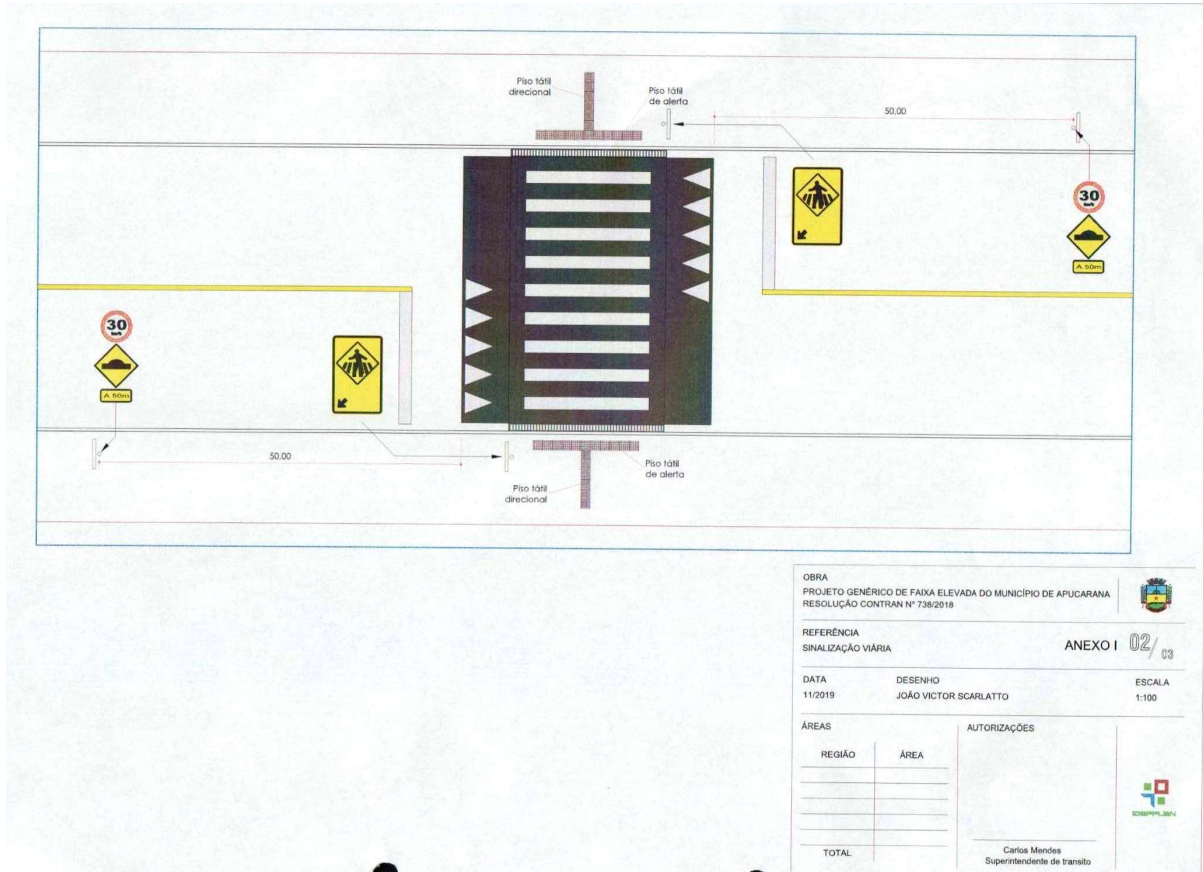 Piso tátil
direcional
Piso tátil
de alerta
50,00
30
km/h
A 50m
30
km/h
A 50m
50.00
Piso tátil
direcional
Piso tátil
de alerta
OBRA
PROJETO GENÉRICO DE FAIXA ELEVADA DO MUNICÍPIO DE APUCARANA
RESOLUÇÃO CONTRAN N° 738/2018
REFERÊNCIA
SINALIZAÇÃO VIÁRIA
ANEXO I 02/03
DATA DESENHO ESCALA
11/2019 JOÃO VICTOR SCARLATTO 1:100
ÁREAS AUTORIZAÇÕES
REGIÃO ÁREA
IDEPPLAN
TOTAL
Carlos Mendes
Superintendente de transito